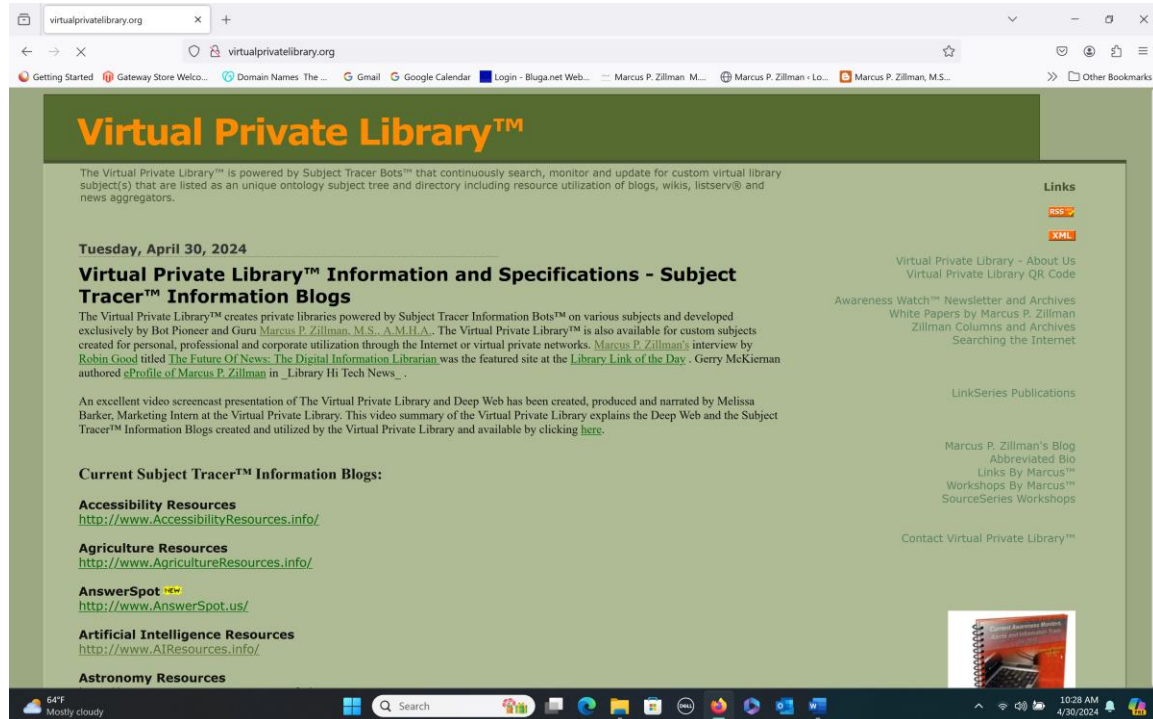 virtualprivatelibrary.org
virtualprivatelibrary.org
Getting Started Gateway Store Welco... Domain Names The ... Gmail Google Calendar Login - Bluga.net Web... Marcus P. Zillman M.... Marcus P. Zillman ‹ Lo... Marcus P. Zillman, M.S... Other Bookmarks
Virtual Private Library™
The Virtual Private Library™ is powered by Subject Tracer Bots™ that continuously search, monitor and update for custom virtual library
subject(s) that are listed as an unique ontology subject tree and directory including resource utilization of blogs, wikis, listserv® and
news aggregators.
Tuesday, April 30, 2024
Virtual Private Library™ Information and Specifications - Subject
Tracer™ Information Blogs
The Virtual Private Library™ creates private libraries powered by Subject Tracer Information Bots™ on various subjects and developed
exclusively by Bot Pioneer and Guru Marcus P. Zillman, M.S., A.M.H.A.. The Virtual Private Library™ is also available for custom subjects
created for personal, professional and corporate utilization through the Internet or virtual private networks. Marcus P. Zillman's interview by
Robin Good titled The Future Of News: The Digital Information Librarian was the featured site at the Library Link of the Day . Gerry McKiernan
authored eProfile of Marcus P. Zillman in _Library Hi Tech News_ .
An excellent video screencast presentation of The Virtual Private Library and Deep Web has been created, produced and narrated by Melissa
Barker, Marketing Intern at the Virtual Private Library. This video summary of the Virtual Private Library explains the Deep Web and the Subject
Tracer™ Information Blogs created and utilized by the Virtual Private Library and available by clicking here.
Current Subject Tracer™ Information Blogs:
Accessibility Resources
http://www.AccessibilityResources.info/
Agriculture Resources
http://www.AgricultureResources.info/
AnswerSpot NEW
http://www.AnswerSpot.us/
Artificial Intelligence Resources
http://www.AIResources.info/
Astronomy Resources
Links
RSS
XML
Virtual Private Library - About Us
Virtual Private Library QR Code
Awareness Watch™ Newsletter and Archives
White Papers by Marcus P. Zillman
Zillman Columns and Archives
Searching the Internet
LinkSeries Publications
Marcus P. Zillman's Blog
Abbreviated Bio
Links By Marcus™
Workshops By Marcus™
SourceSeries Workshops
Contact Virtual Private Library™
64°F
Mostly cloudy
Search
DELL
10:28 AM
4/30/2024